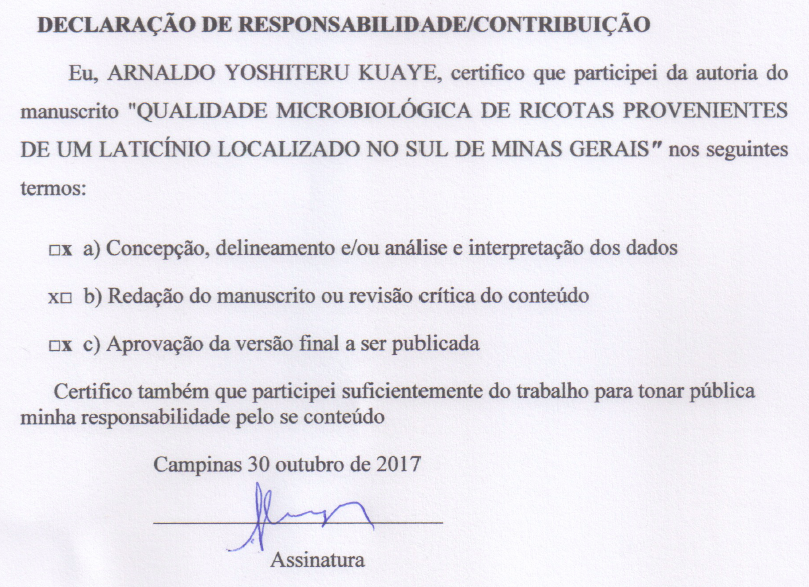 DECLARAÇÃO DE RESPONSABILIDADE/CONTRIBUIÇÃO
Eu, ARNALDO YOSHITERU KUAYE, certifico que participei da autoria do
manuscrito "QUALIDADE MICROBIOLÓGICA DE RICOTAS PROVENIENTES
DE UM LATICÍNIO LOCALIZADO NO SUL DE MINAS GERAIS" nos seguintes
termos:
□x a) Concepção, delineamento e/ou análise e interpretação dos dados
x□ b) Redação do manuscrito ou revisão crítica do conteúdo
□x c) Aprovação da versão final a ser publicada
Certifico também que participei suficientemente do trabalho para tonar pública
minha responsabilidade pelo se conteúdo
Campinas 30 outubro de 2017
Assinatura